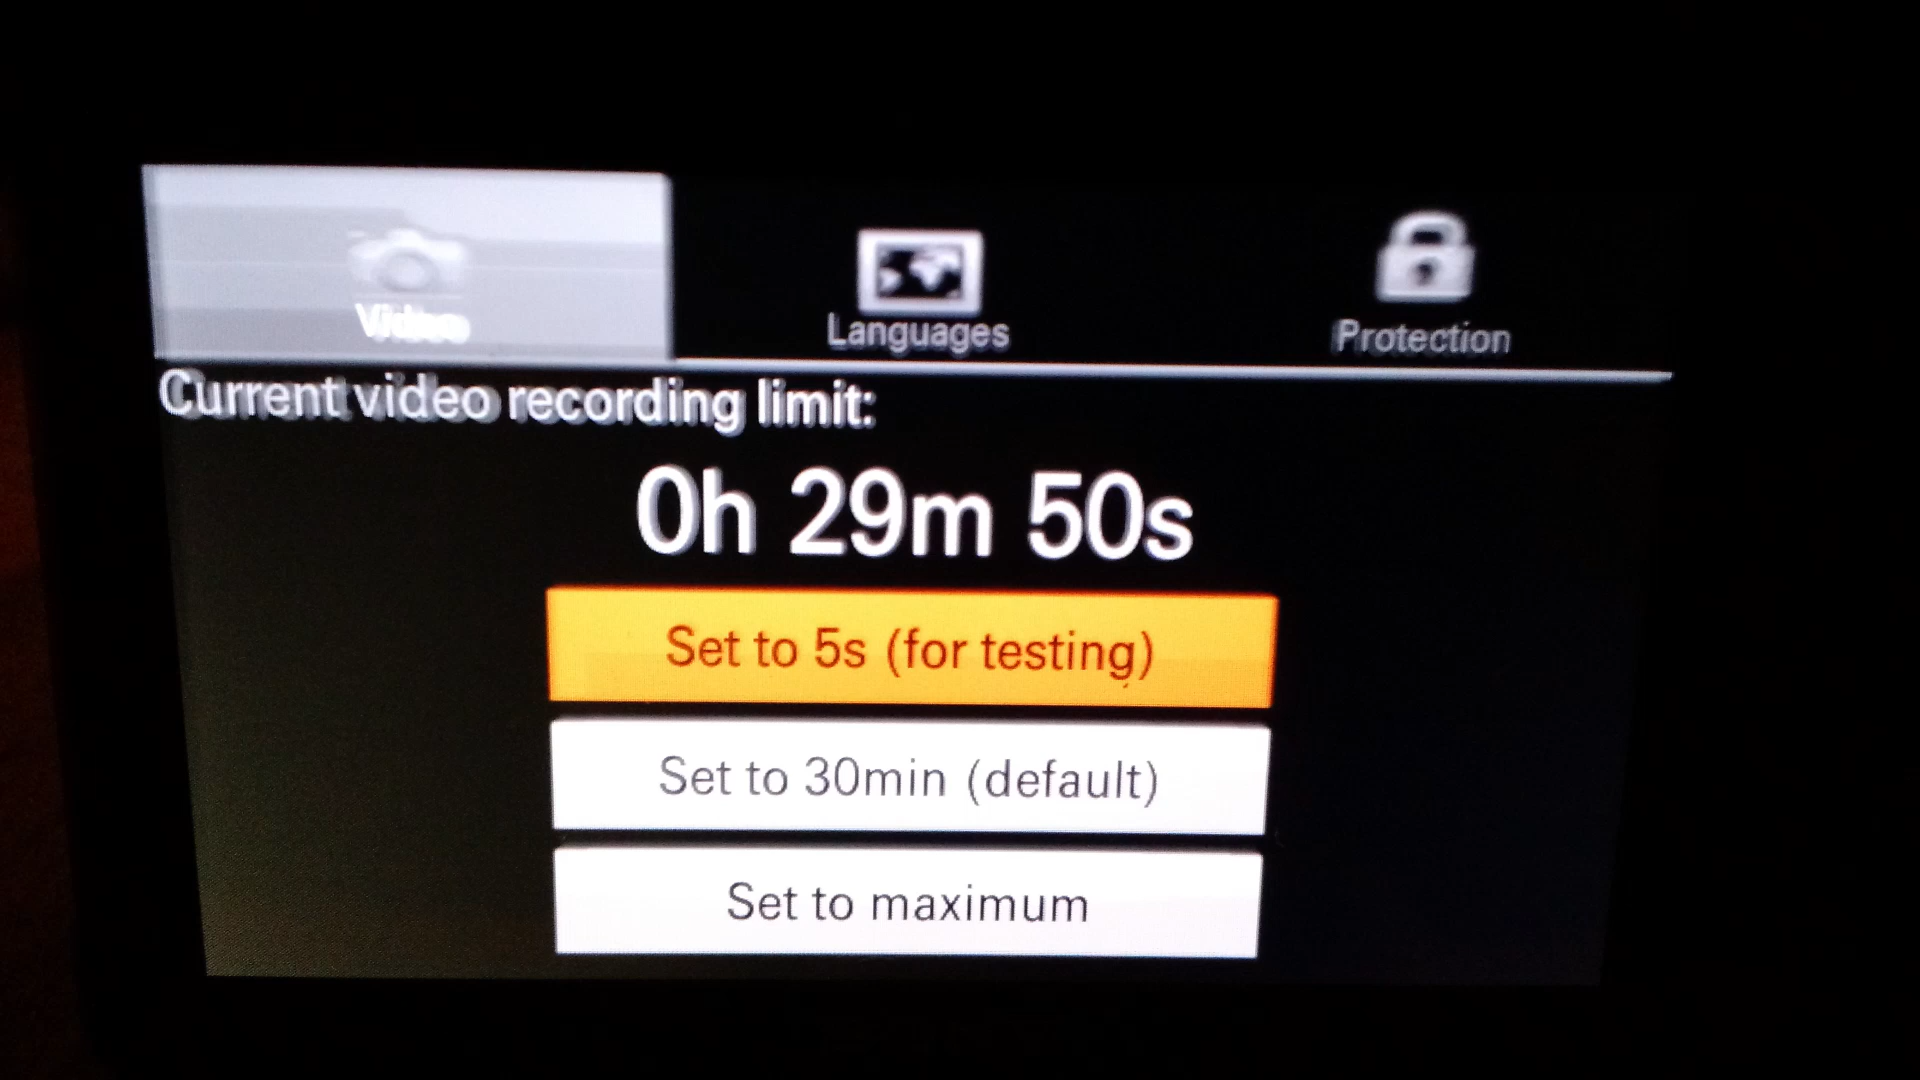 Video
Languages
Protection
Current video recording limit:
0h 29m 50s
Set to 5s (for testing)
Set to 30min (default)
Set to maximum